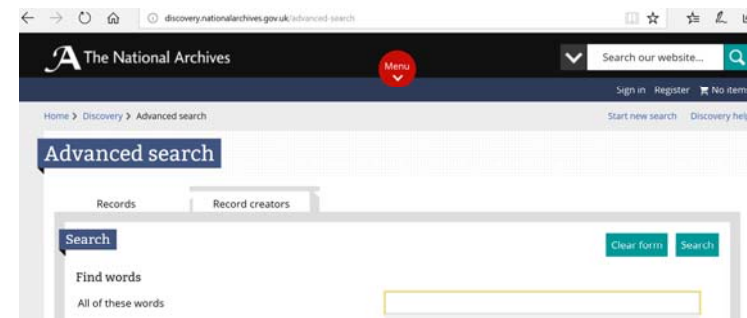 discovery.nationalarchives.gov.uk/advanced-search
The National Archives
Menu
Search our website...
Sign in Register No item
Home > Discovery > Advanced search
Start new search Discovery hel
Advanced search
Records Record creators
Search
Clear form Search
Find words
All of these words